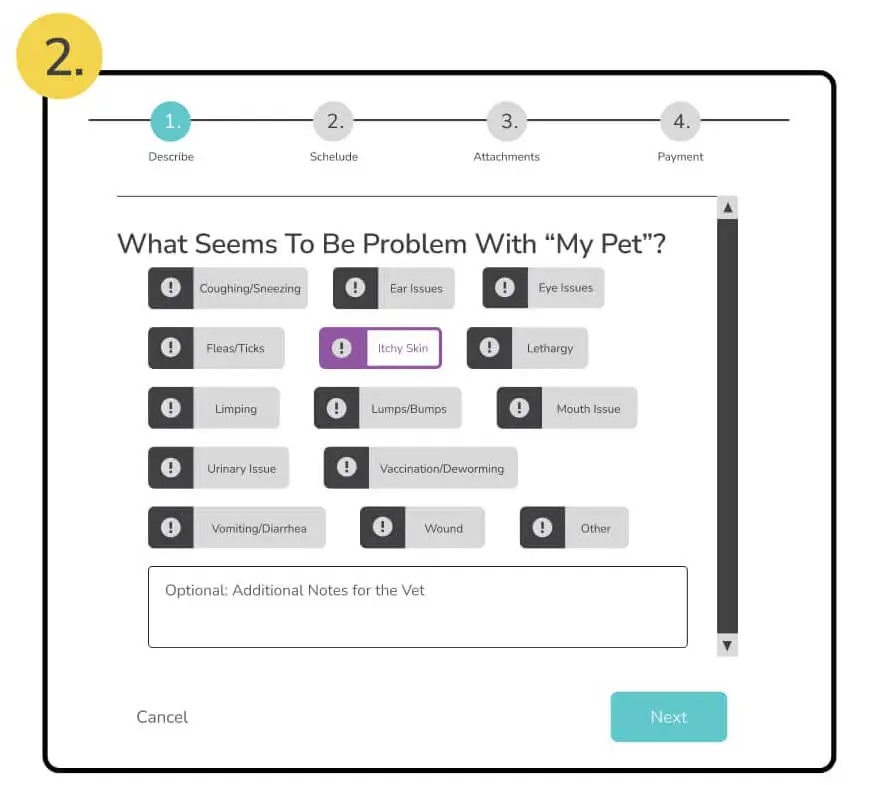 2.
1. 2. 3. 4.
Describe Schelude Attachments Payment
What Seems To Be Problem With “My Pet”?
Coughing/Sneezing Ear Issues Eye Issues
Fleas/Ticks Itchy Skin Lethargy
Limping Lumps/Bumps Mouth Issue
Urinary Issue Vaccination/Deworming
Vomiting/Diarrhea Wound Other
Optional: Additional Notes for the Vet
Cancel Next